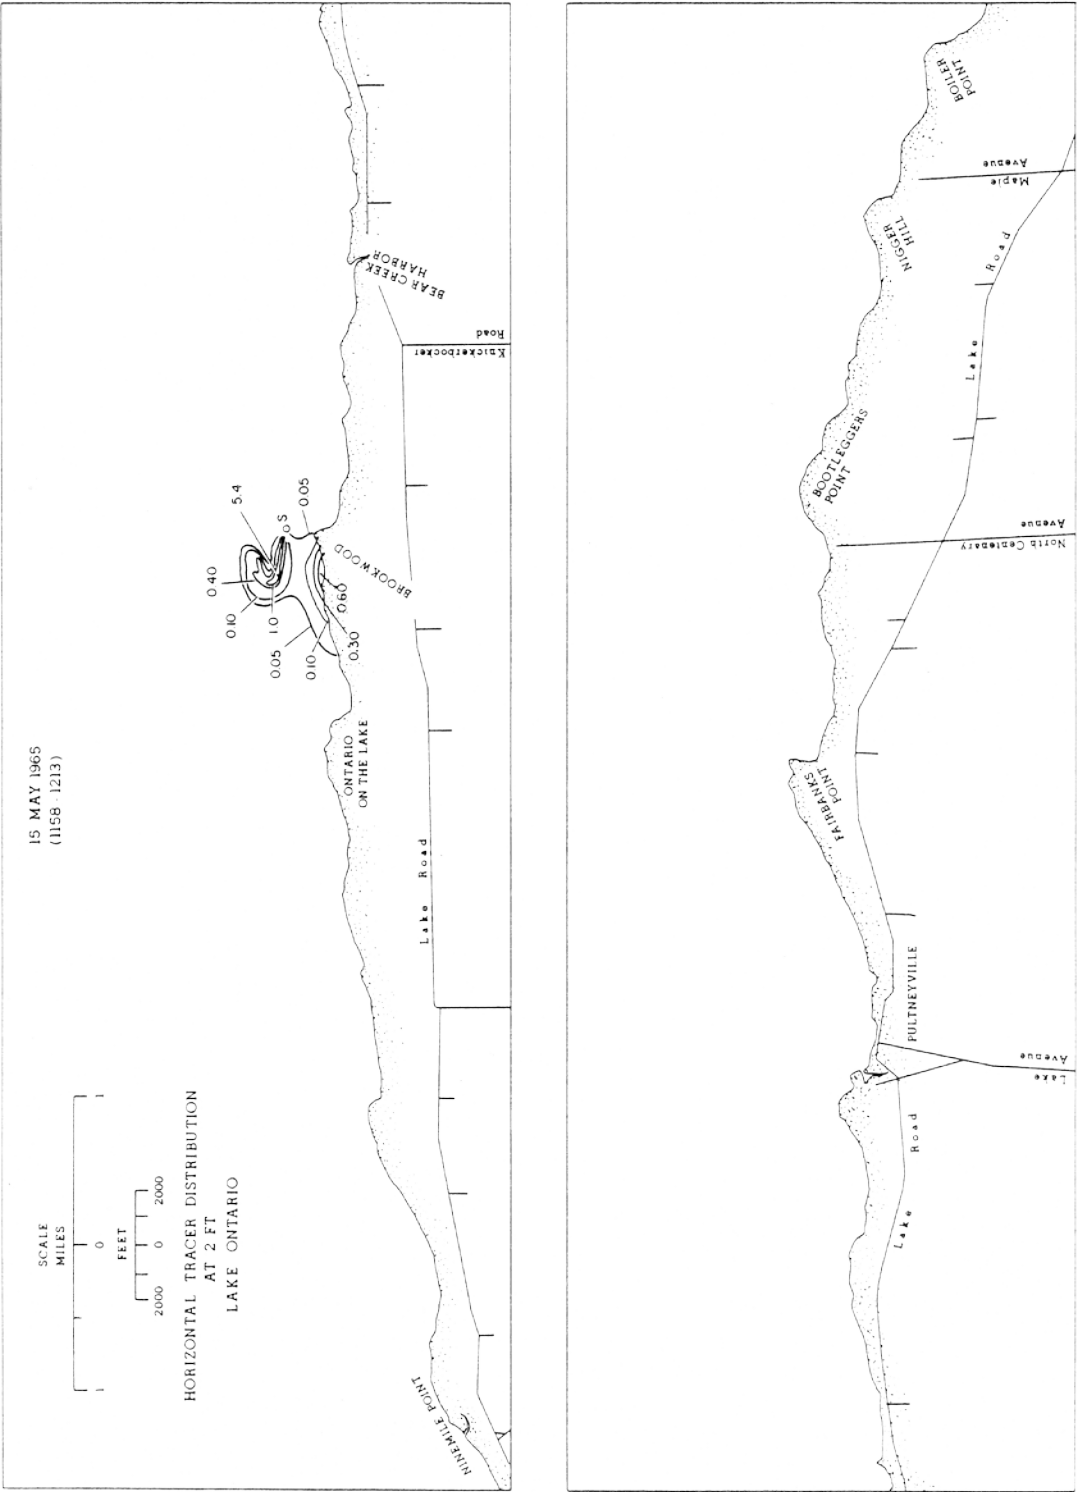 15 MAY 1965
(1158 - 1213)
SCALE
MILES
1
0
1
FEET
2000
0
2000
HORIZONTAL TRACER DISTRIBUTION
AT 2 FT
LAKE ONTARIO
NINEMILE POINT
Lake Road
ONTARIO
ON THE LAKE
0.40
0.10
1.0
0.05
0.10
5.4
S
0.05
0.60
0.30
BROOKWOOD
Knickerbocker
Road
BEAR CREEK
HARBOR
Lake
Road
Lake
Avenue
PULTNEYVILLE
FAIRBANKS
POINT
North Centenary
Avenue
BOOTLEGGERS
POINT
Lake
Road
NIGGER
HILL
Maple
Avenue
BOILER
POINT